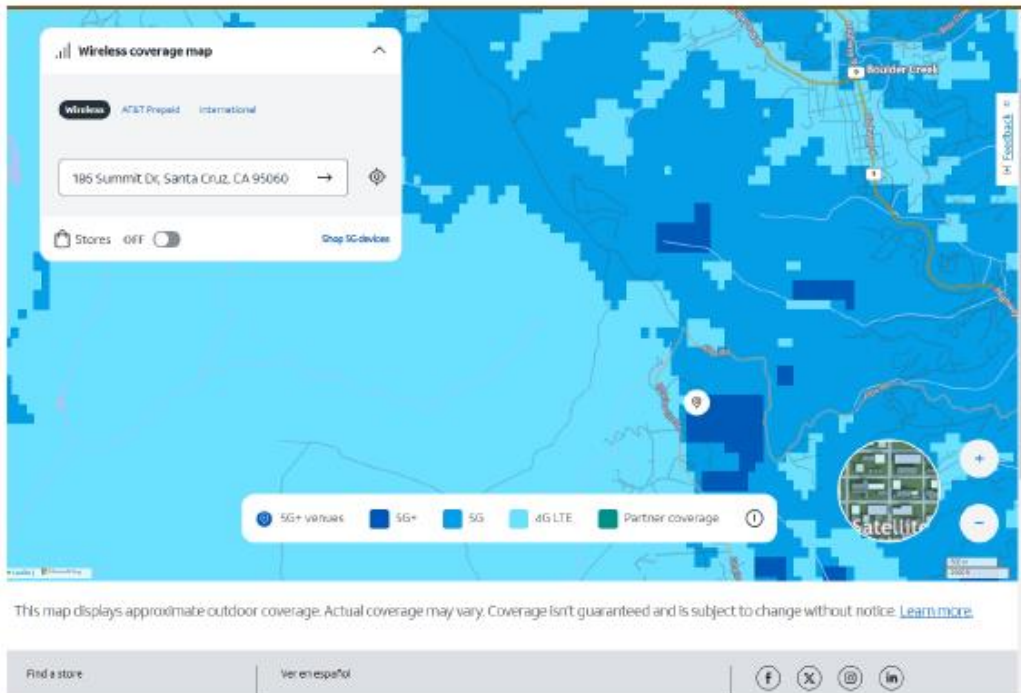 Wireless coverage map
Wireless AT&T Prepaid International
186 Summit Dr, Santa Cruz, CA 95060 →
Stores OFF
Shop 5G devices
Boulder Creek
9
9
[+] Feedback
Satellite
+
−
5G+ venues 5G+ 5G 4G LTE Partner coverage
This map displays approximate outdoor coverage. Actual coverage may vary. Coverage isn't guaranteed and is subject to change without notice. Learn more.
Find a store
Ver en español